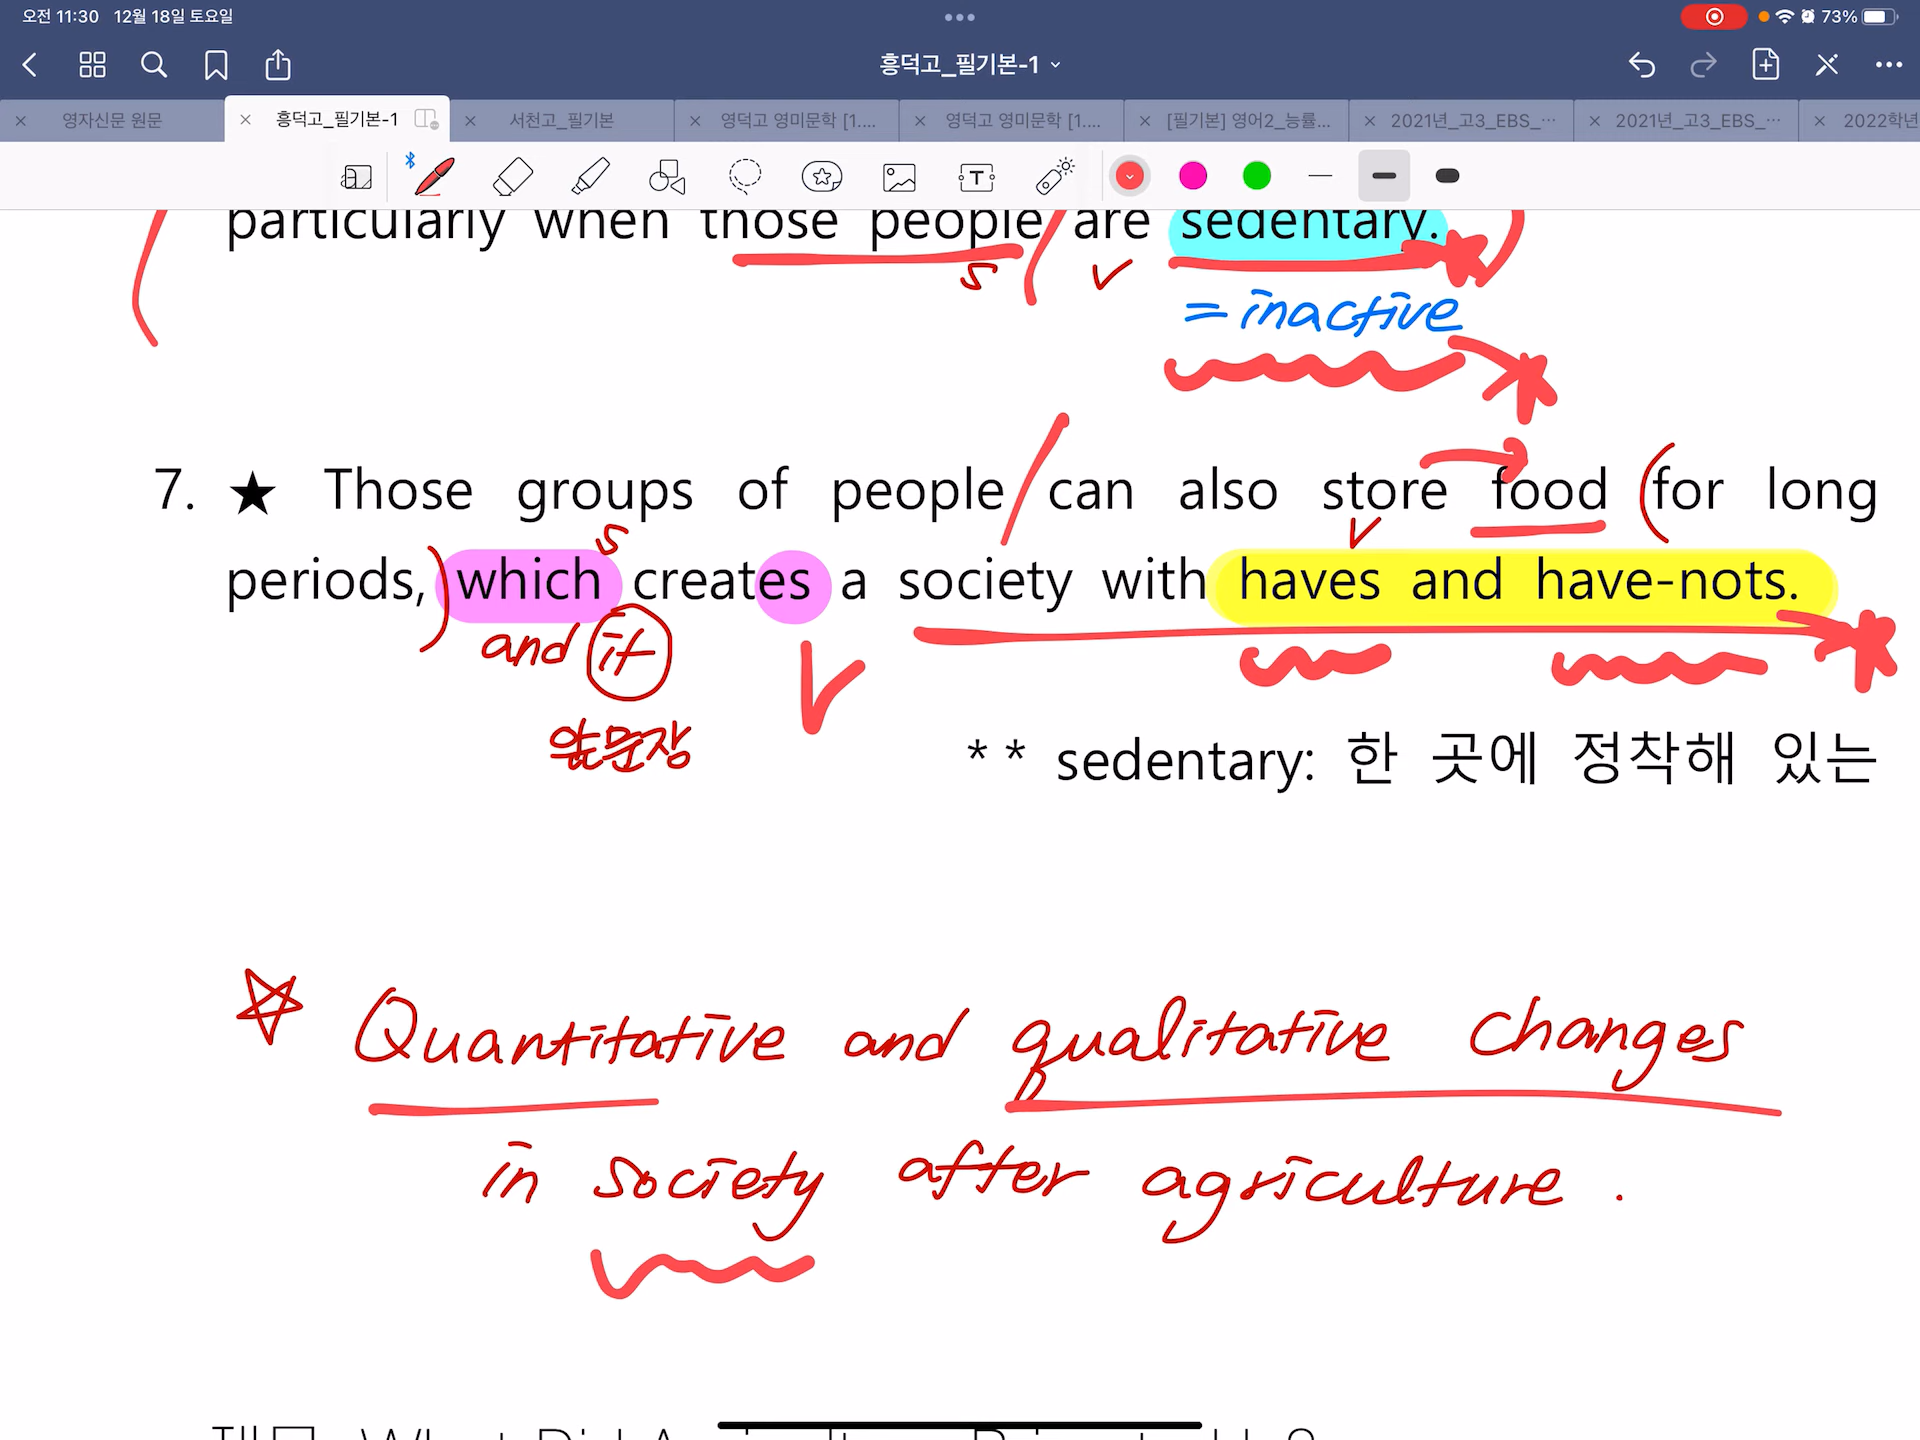 오전 11:30 12월 18일 토요일 73%
흥덕고_필기본-1
영자신문 원문 흥덕고_필기본-1 서천고_필기본 영덕고 영미문학 [1.... 영덕고 영미문학 [1.... [필기본] 영어2_능률... 2021년_고3_EBS_... 2021년_고3_EBS_... 2022학년
particularly when those people are sedentary.
s v
= inactive
7. ★ Those groups of people can also store food for long
s v
periods, which creates a society with haves and have-nots.
and it
V
앞문장
** sedentary: 한 곳에 정착해 있는
☆ Quantitative and qualitative changes
in society after agriculture.